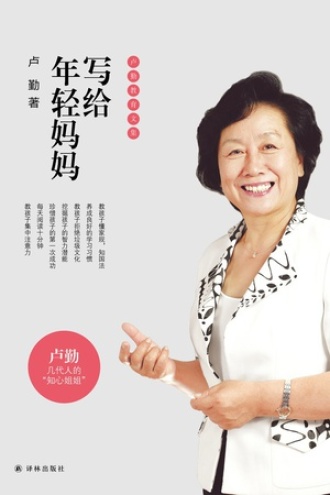 卢勤教育文集
写给
年轻妈妈
卢勤 著
教孩子懂家规,知国法
养成良好的学习习惯
教孩子拒绝垃圾文化
挖掘孩子的智力潜能
珍惜孩子的第一次成功
每天阅读十分钟
教孩子集中注意力
卢勤
几代人的
“知心姐姐”
译林出版社